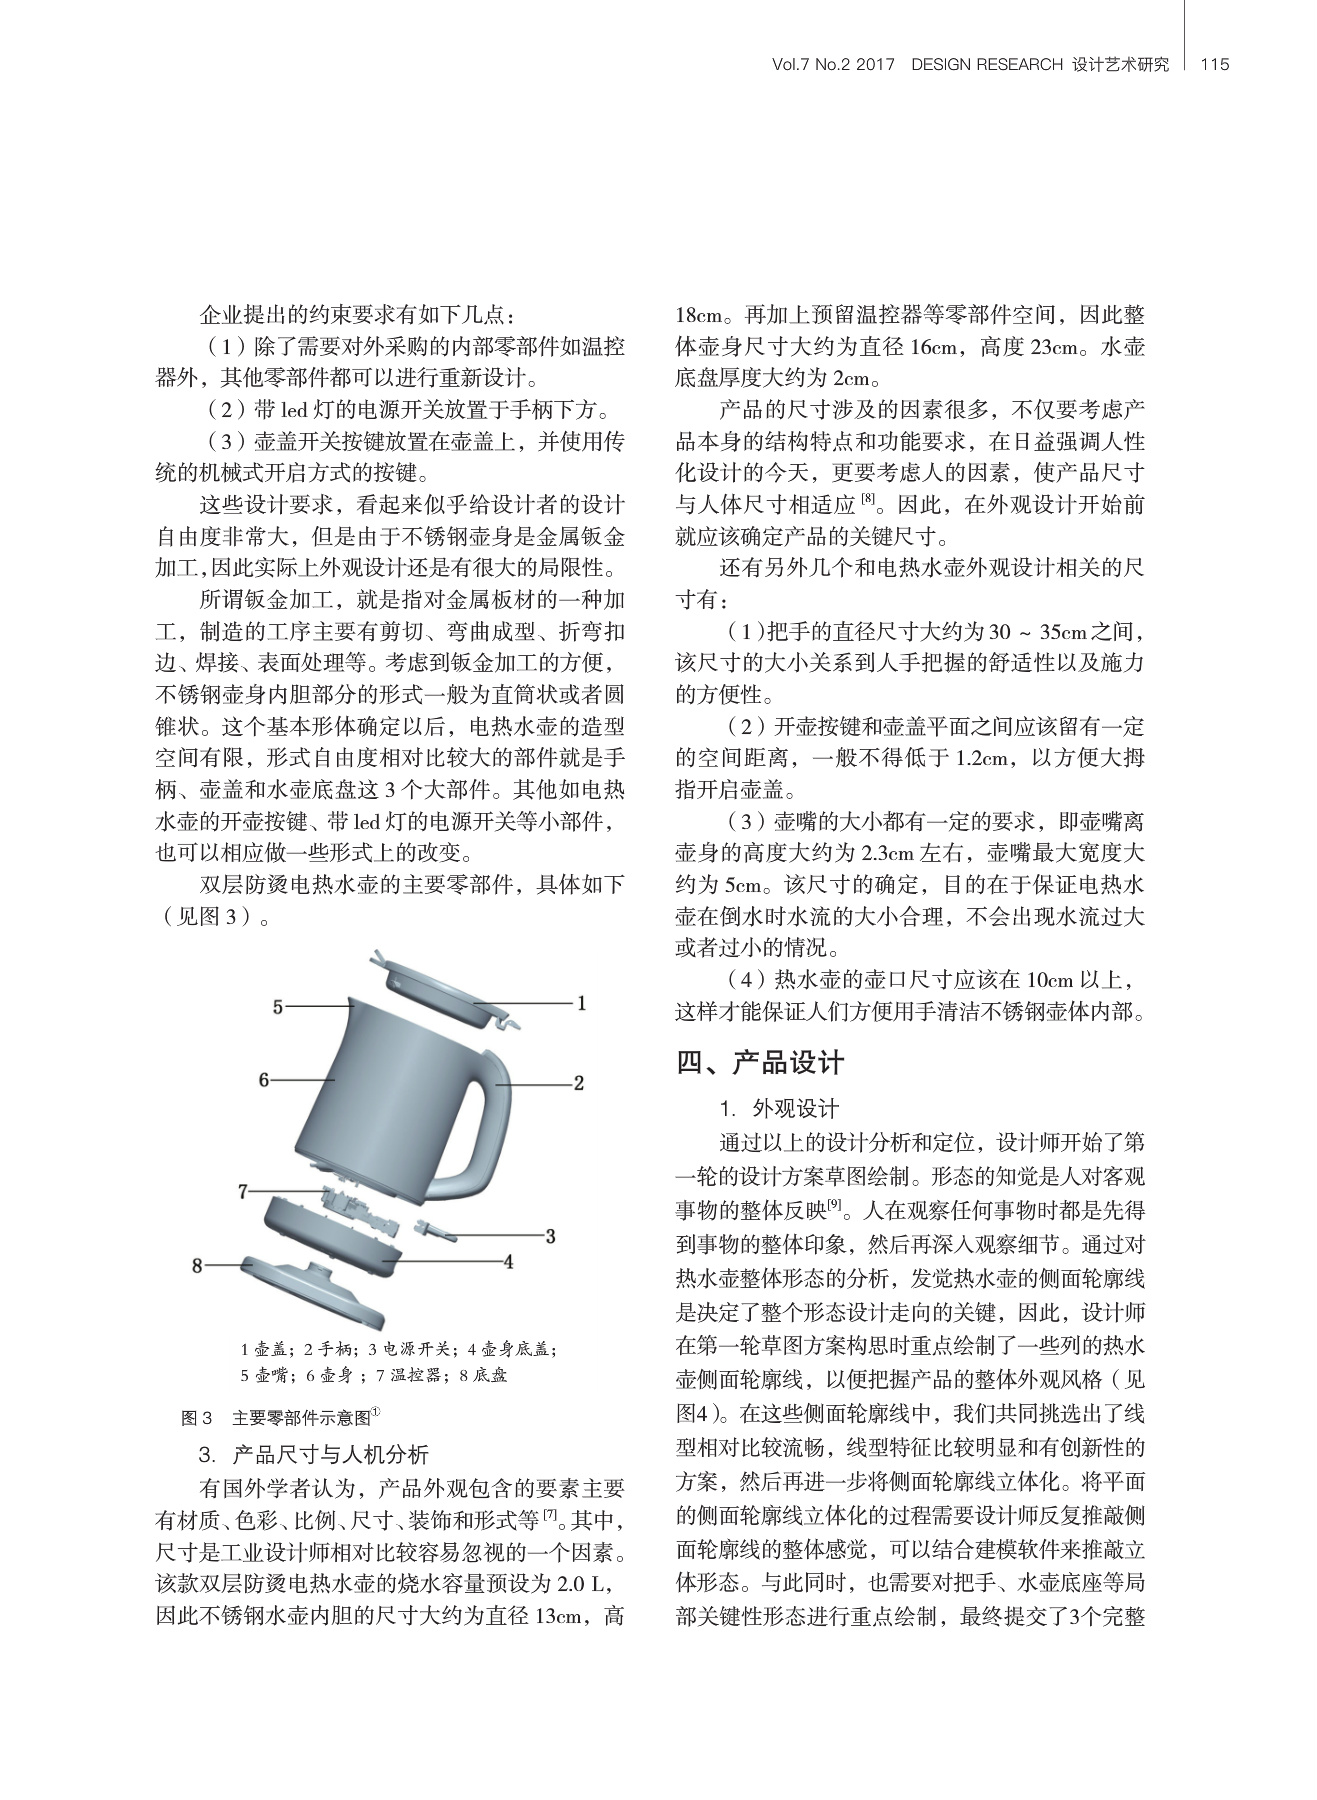 Vol.7 No.2 2017 DESIGN RESEARCH 设计艺术研究 115
企业提出的约束要求有如下几点：
（1）除了需要对外采购的内部零部件如温控
器外，其他零部件都可以进行重新设计。
（2）带 led 灯的电源开关放置于手柄下方。
（3）壶盖开关按键放置在壶盖上，并使用传
统的机械式开启方式的按键。
这些设计要求，看起来似乎给设计者的设计
自由度非常大，但是由于不锈钢壶身是金属钣金
加工，因此实际上外观设计还是有很大的局限性。
所谓钣金加工，就是指对金属板材的一种加
工，制造的工序主要有剪切、弯曲成型、折弯扣
边、焊接、表面处理等。考虑到钣金加工的方便，
不锈钢壶身内胆部分的形式一般为直筒状或者圆
锥状。这个基本形体确定以后，电热水壶的造型
空间有限，形式自由度相对比较大的部件就是手
柄、壶盖和水壶底盘这 3 个大部件。其他如电热
水壶的开壶按键、带 led 灯的电源开关等小部件，
也可以相应做一些形式上的改变。
双层防烫电热水壶的主要零部件，具体如下
（见图 3）。
1
5
6
2
7
3
4
8
1 壶盖；2 手柄；3 电源开关；4 壶身底盖；
5 壶嘴；6 壶身；7 温控器；8 底盘
图 3 主要零部件示意图①
3. 产品尺寸与人机分析
有国外学者认为，产品外观包含的要素主要
有材质、色彩、比例、尺寸、装饰和形式等[7]。其中，
尺寸是工业设计师相对比较容易忽视的一个因素。
该款双层防烫电热水壶的烧水容量预设为 2.0 L，
因此不锈钢水壶内胆的尺寸大约为直径 13cm，高
18cm。再加上预留温控器等零部件空间，因此整
体壶身尺寸大约为直径 16cm，高度 23cm。水壶
底盘厚度大约为 2cm。
产品的尺寸涉及的因素很多，不仅要考虑产
品本身的结构特点和功能要求，在日益强调人性
化设计的今天，更要考虑人的因素，使产品尺寸
与人体尺寸相适应[8]。因此，在外观设计开始前
就应该确定产品的关键尺寸。
还有另外几个和电热水壶外观设计相关的尺
寸有：
（1）把手的直径尺寸大约为 30 ~ 35cm 之间，
该尺寸的大小关系到人手把握的舒适性以及施力
的方便性。
（2）开壶按键和壶盖平面之间应该留有一定
的空间距离，一般不得低于 1.2cm，以方便大拇
指开启壶盖。
（3）壶嘴的大小都有一定的要求，即壶嘴离
壶身的高度大约为 2.3cm 左右，壶嘴最大宽度大
约为 5cm。该尺寸的确定，目的在于保证电热水
壶在倒水时水流的大小合理，不会出现水流过大
或者过小的情况。
（4）热水壶的壶口尺寸应该在 10cm 以上，
这样才能保证人们方便用手清洁不锈钢壶体内部。
四、产品设计
1. 外观设计
通过以上的设计分析和定位，设计师开始了第
一轮的设计方案草图绘制。形态的知觉是人对客观
事物的整体反映[9]。人在观察任何事物时都是先得
到事物的整体印象，然后再深入观察细节。通过对
热水壶整体形态的分析，发觉热水壶的侧面轮廓线
是决定了整个形态设计走向的关键，因此，设计师
在第一轮草图方案构思时重点绘制了一些列的热水
壶侧面轮廓线，以便把握产品的整体外观风格（见
图4）。在这些侧面轮廓线中，我们共同挑选出了线
型相对比较流畅，线型特征比较明显和有创新性的
方案，然后再进一步将侧面轮廓线立体化。将平面
的侧面轮廓线立体化的过程需要设计师反复推敲侧
面轮廓线的整体感觉，可以结合建模软件来推敲立
体形态。与此同时，也需要对把手、水壶底座等局
部关键性形态进行重点绘制，最终提交了3个完整